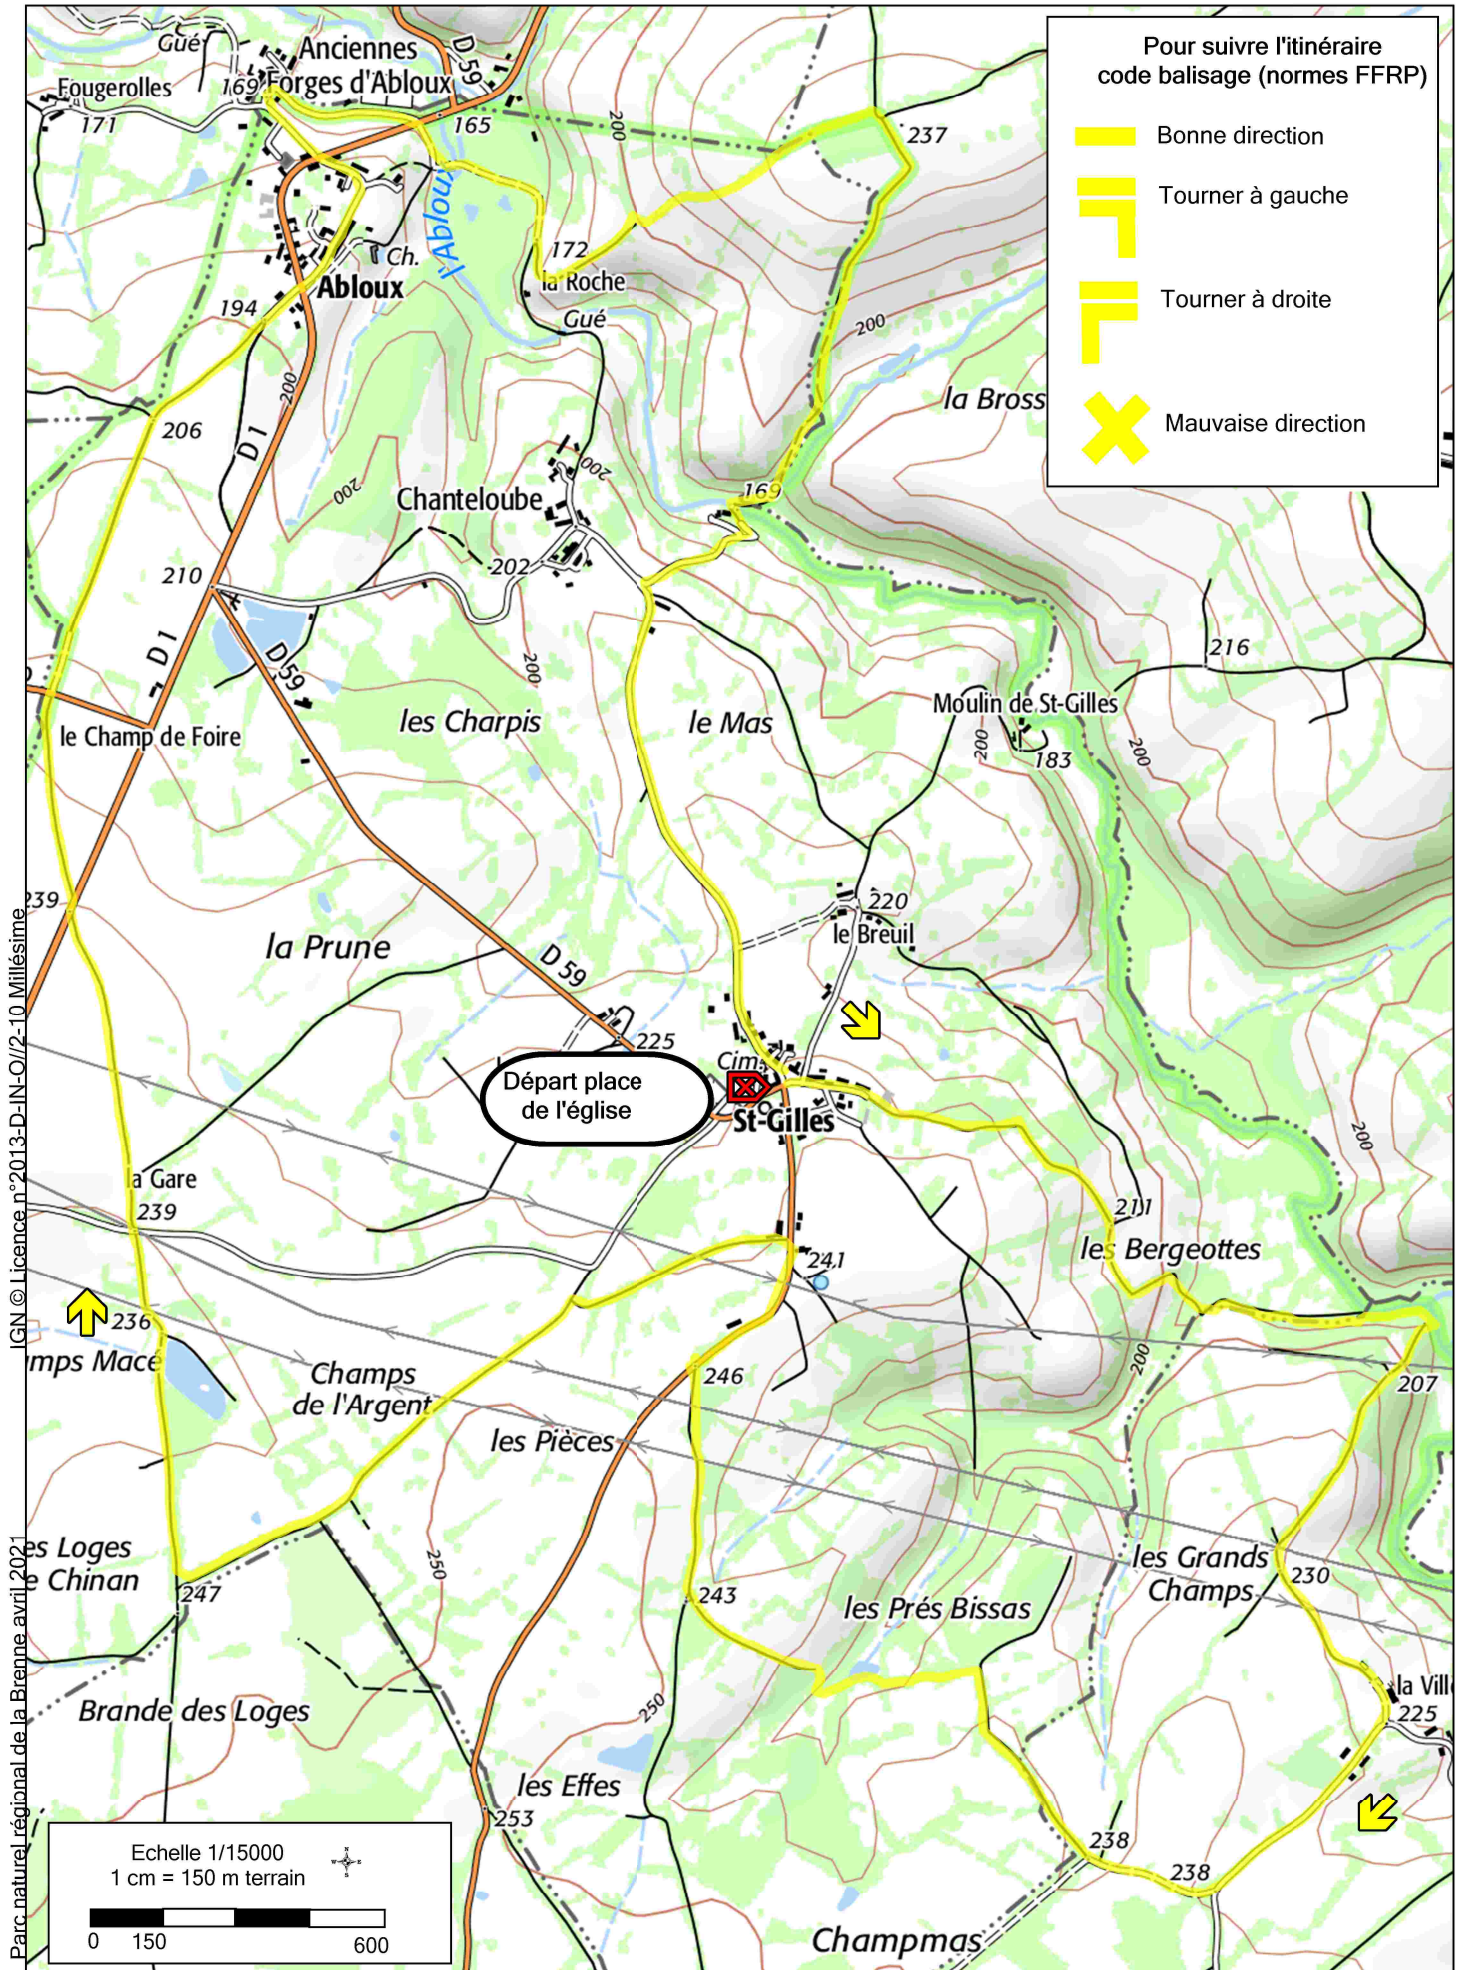 Pour suivre l'itinéraire
code balisage (normes FFRP)
Bonne direction
Tourner à gauche
Tourner à droite
Mauvaise direction
Gué
Anciennes
Forges d'Abloux
D 59
Fougerolles
169
171
165
200
237
l'Abloux
172
la Roche
Ch.
Abloux
194
Gué
200
200
la Bross
206
D 1
200
200
Chanteloube
169
202
210
D 1
D 59
200
216
le Champ de Foire
les Charpis
le Mas
Moulin de St-Gilles
200
183
200
239
220
le Breuil
la Prune
D 59
225
Cim.
Départ place
de l'église
St-Gilles
200
la Gare
239
211
les Bergeottes
241
236
mps Macé
Champs
de l'Argent
246
200
207
les Pièces
es Loges
e Chinan
250
247
243
les Grands
Champs
230
les Prés Bissas
la Ville
225
Brande des Loges
250
les Effes
253
238
238
Champmas
Echelle 1/15000
1 cm = 150 m terrain
0 150 600
IGN © Licence n°2013-D-IN-O//2-10 Millésime
Parc naturel régional de la Brenne avril 2021